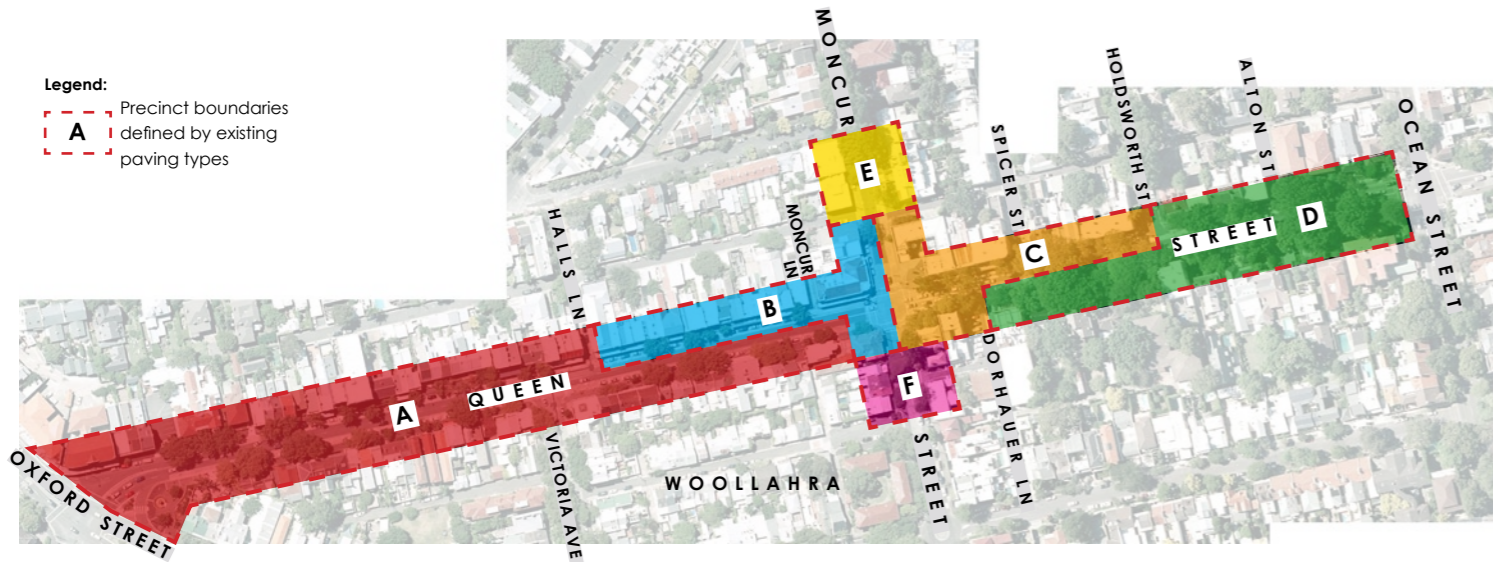 Legend:
A
Precinct boundaries
defined by existing
paving types
MONCUR
STREET
E
HOLDSWORTH ST
ALTON ST
OCEAN STREET
SPICER ST
HALLS LN
MONCUR
LN
C
STREET
D
B
QUEEN
A
F
DORHAUER LN
VICTORIA AVE
WOOLLAHRA
OXFORD STREET